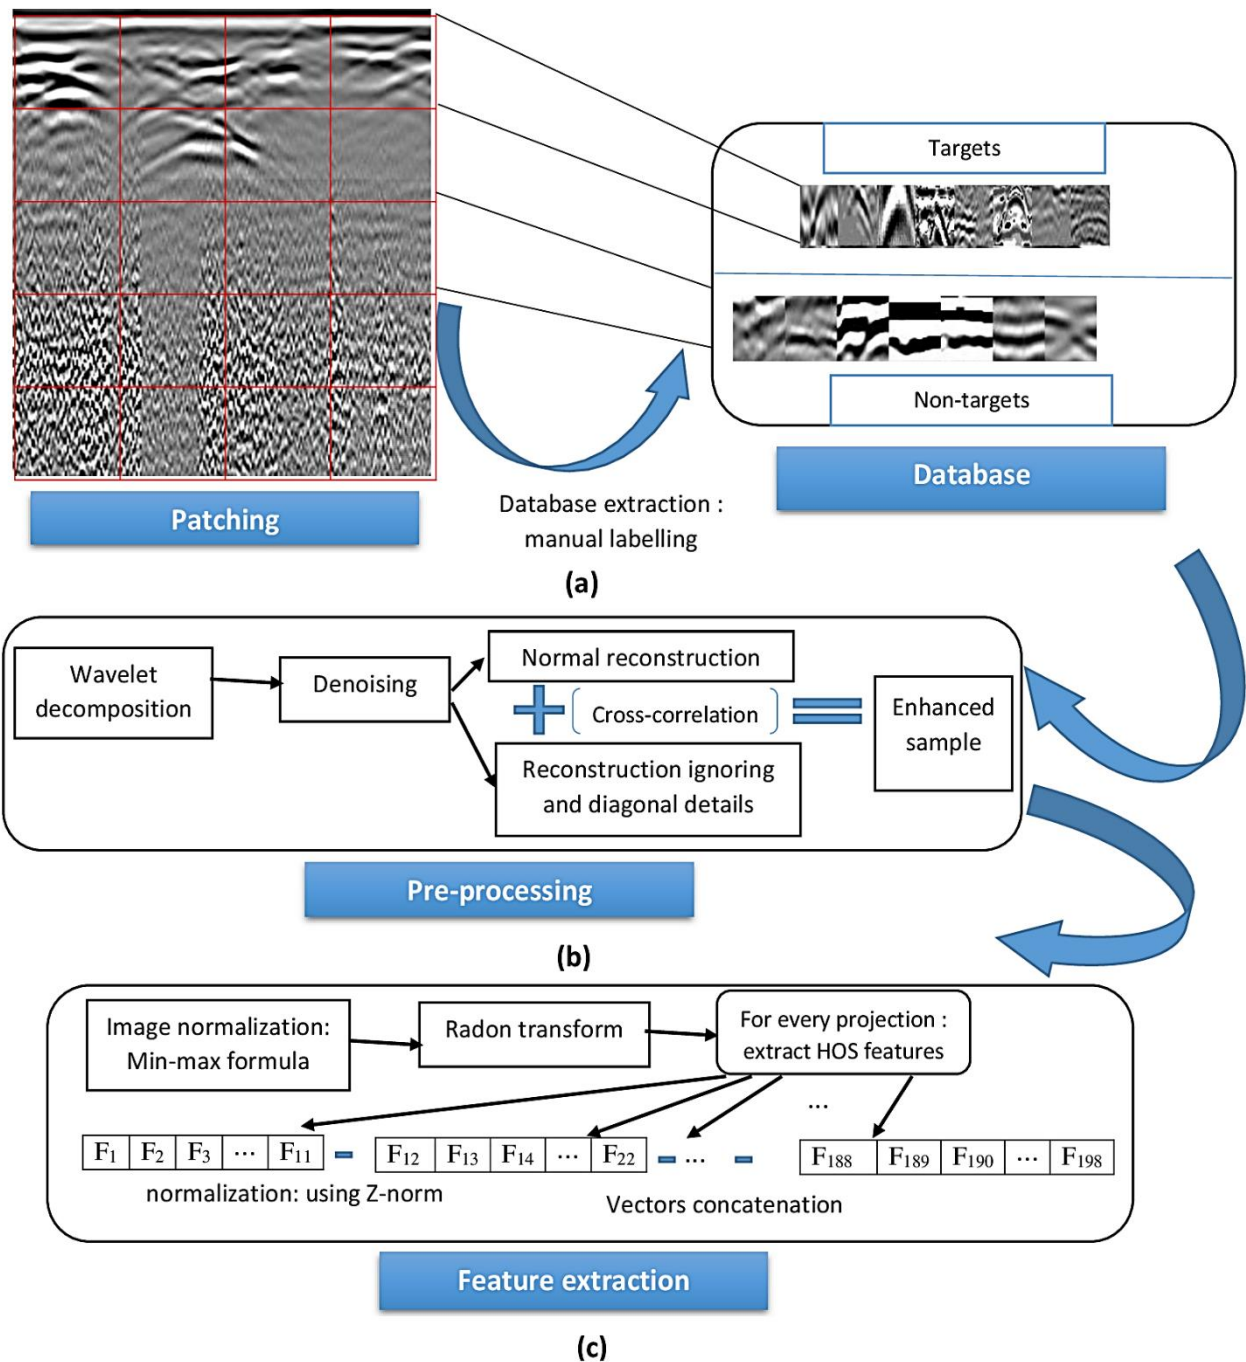 Targets
Non-targets
Patching
Database
Database extraction :
manual labelling
(a)
Wavelet
decomposition
Denoising
Normal reconstruction
Cross-correlation
Reconstruction ignoring
and diagonal details
Enhanced
sample
Pre-processing
(b)
Image normalization:
Min-max formula
Radon transform
For every projection :
extract HOS features
...
F₁ F₂ F₃ ... F₁₁ F₁₂ F₁₃ F₁₄ ... F₂₂ ... F₁₈₈ F₁₈₉ F₁₉₀ ... F₁₉₈
normalization: using Z-norm
Vectors concatenation
Feature extraction
(c)